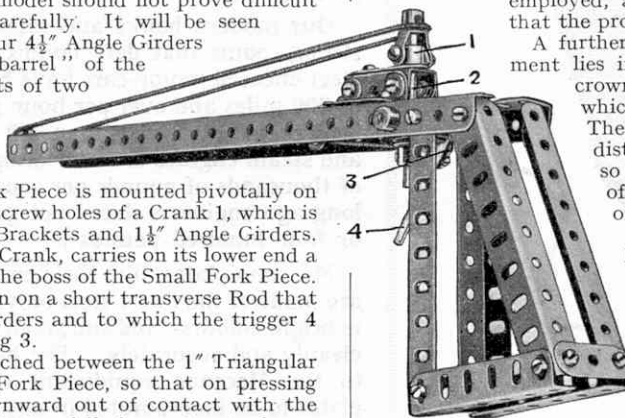 model should not prove difficult
arefully. It will be seen
ur 4½" Angle Girders
barrel" of the
ts of two
k Piece is mounted pivotally on
screw holes of a Crank 1, which is
Brackets and 1½" Angle Girders.
Crank, carries on its lower end a
he boss of the Small Fork Piece.
n on a short transverse Rod that
rders and to which the trigger 4
g 3.
ched between the 1" Triangular
Fork Piece, so that on pressing
nward out of contact with the
1
2
3
4
employed, a
that the pro
A further
ment lies i
crown
whic
The
dist
so
of
o